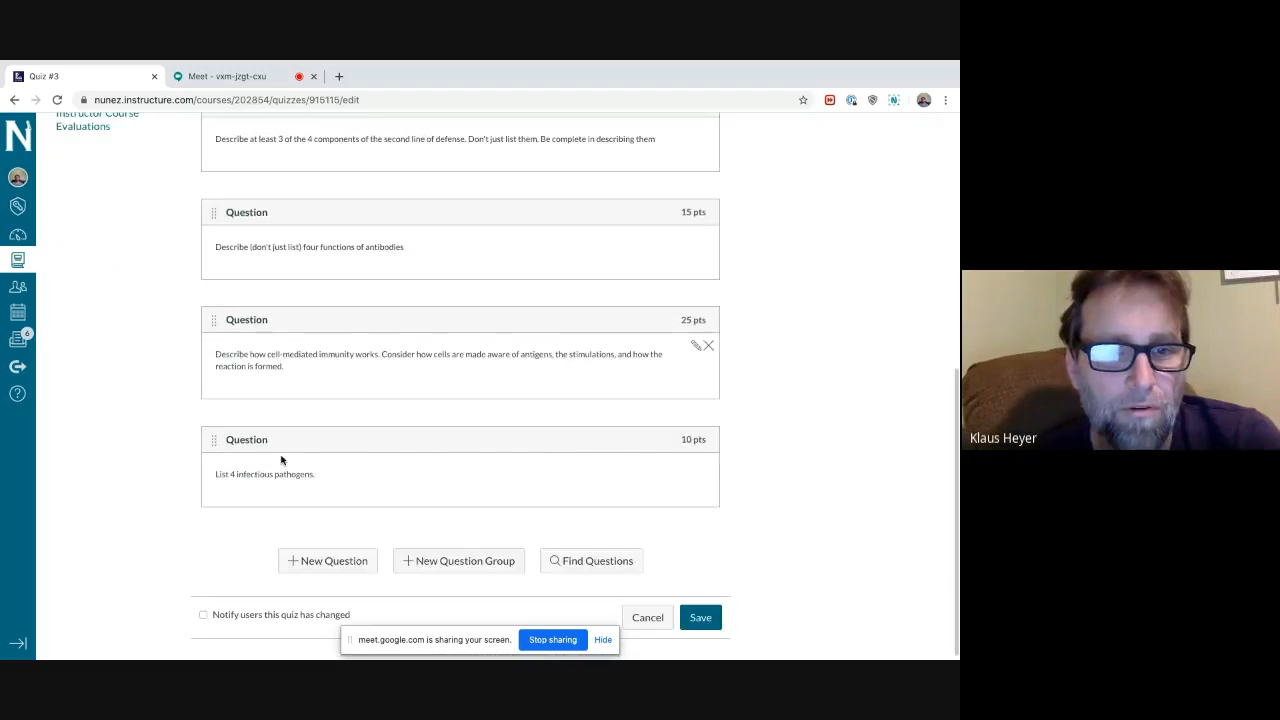 Quiz #3
Meet - vxm-jzgt-cxu
nunez.instructure.com/courses/202854/quizzes/915115/edit
Instructor Course
Evaluations
N
6
Describe at least 3 of the 4 components of the second line of defense. Don't just list them. Be complete in describing them
Question 15 pts
Describe (don't just list) four functions of antibodies
Question 25 pts
Describe how cell-mediated immunity works. Consider how cells are made aware of antigens, the stimulations, and how the
reaction is formed.
Question 10 pts
List 4 infectious pathogens.
New Question
New Question Group
Find Questions
Notify users this quiz has changed
Cancel
Save
meet.google.com is sharing your screen.
Stop sharing
Hide
Klaus Heyer